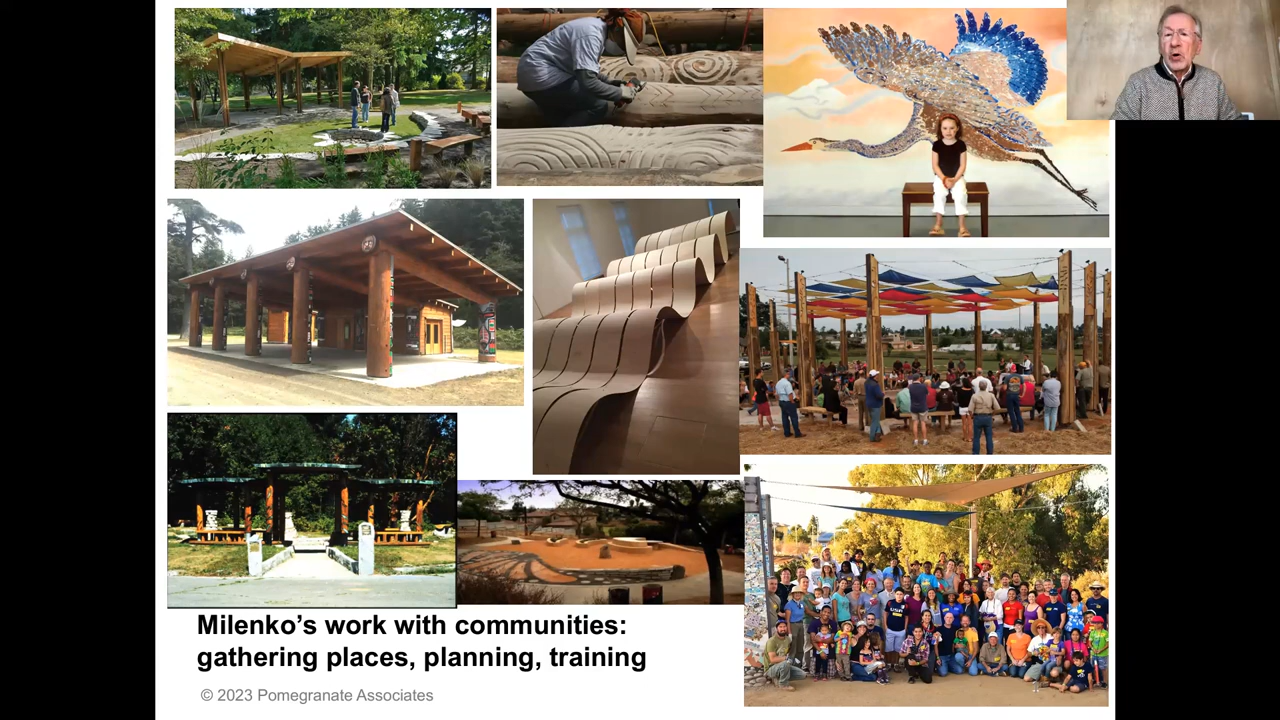 Milenko’s work with communities:
gathering places, planning, training
© 2023 Pomegranate Associates